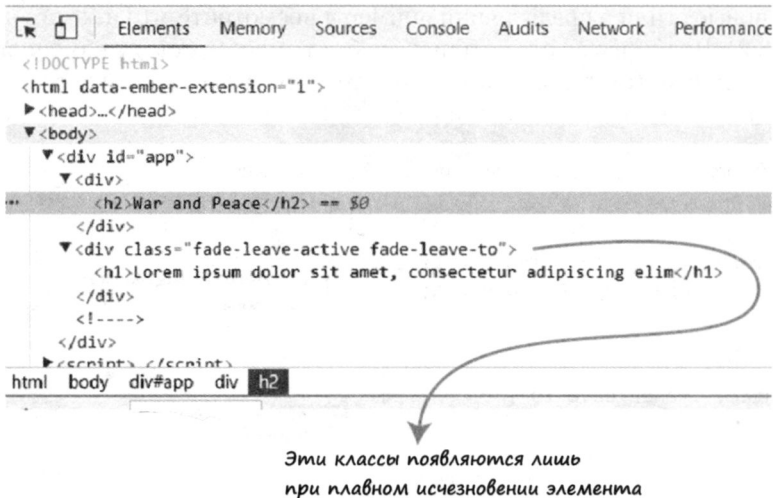 Elements Memory Sources Console Audits Network Performance
<!DOCTYPE html>
<html data-ember-extension="1">
▶<head>…</head>
▼<body>
▼<div id="app">
▼<div>
… <h2>War and Peace</h2> == $0
</div>
▼<div class="fade-leave-active fade-leave-to">
<h1>Lorem ipsum dolor sit amet, consectetur adipiscing elim</h1>
</div>
<!---->
</div>
▶<script> </script>
html body div#app div h2
Эти классы появляются лишь
при плавном исчезновении элемента